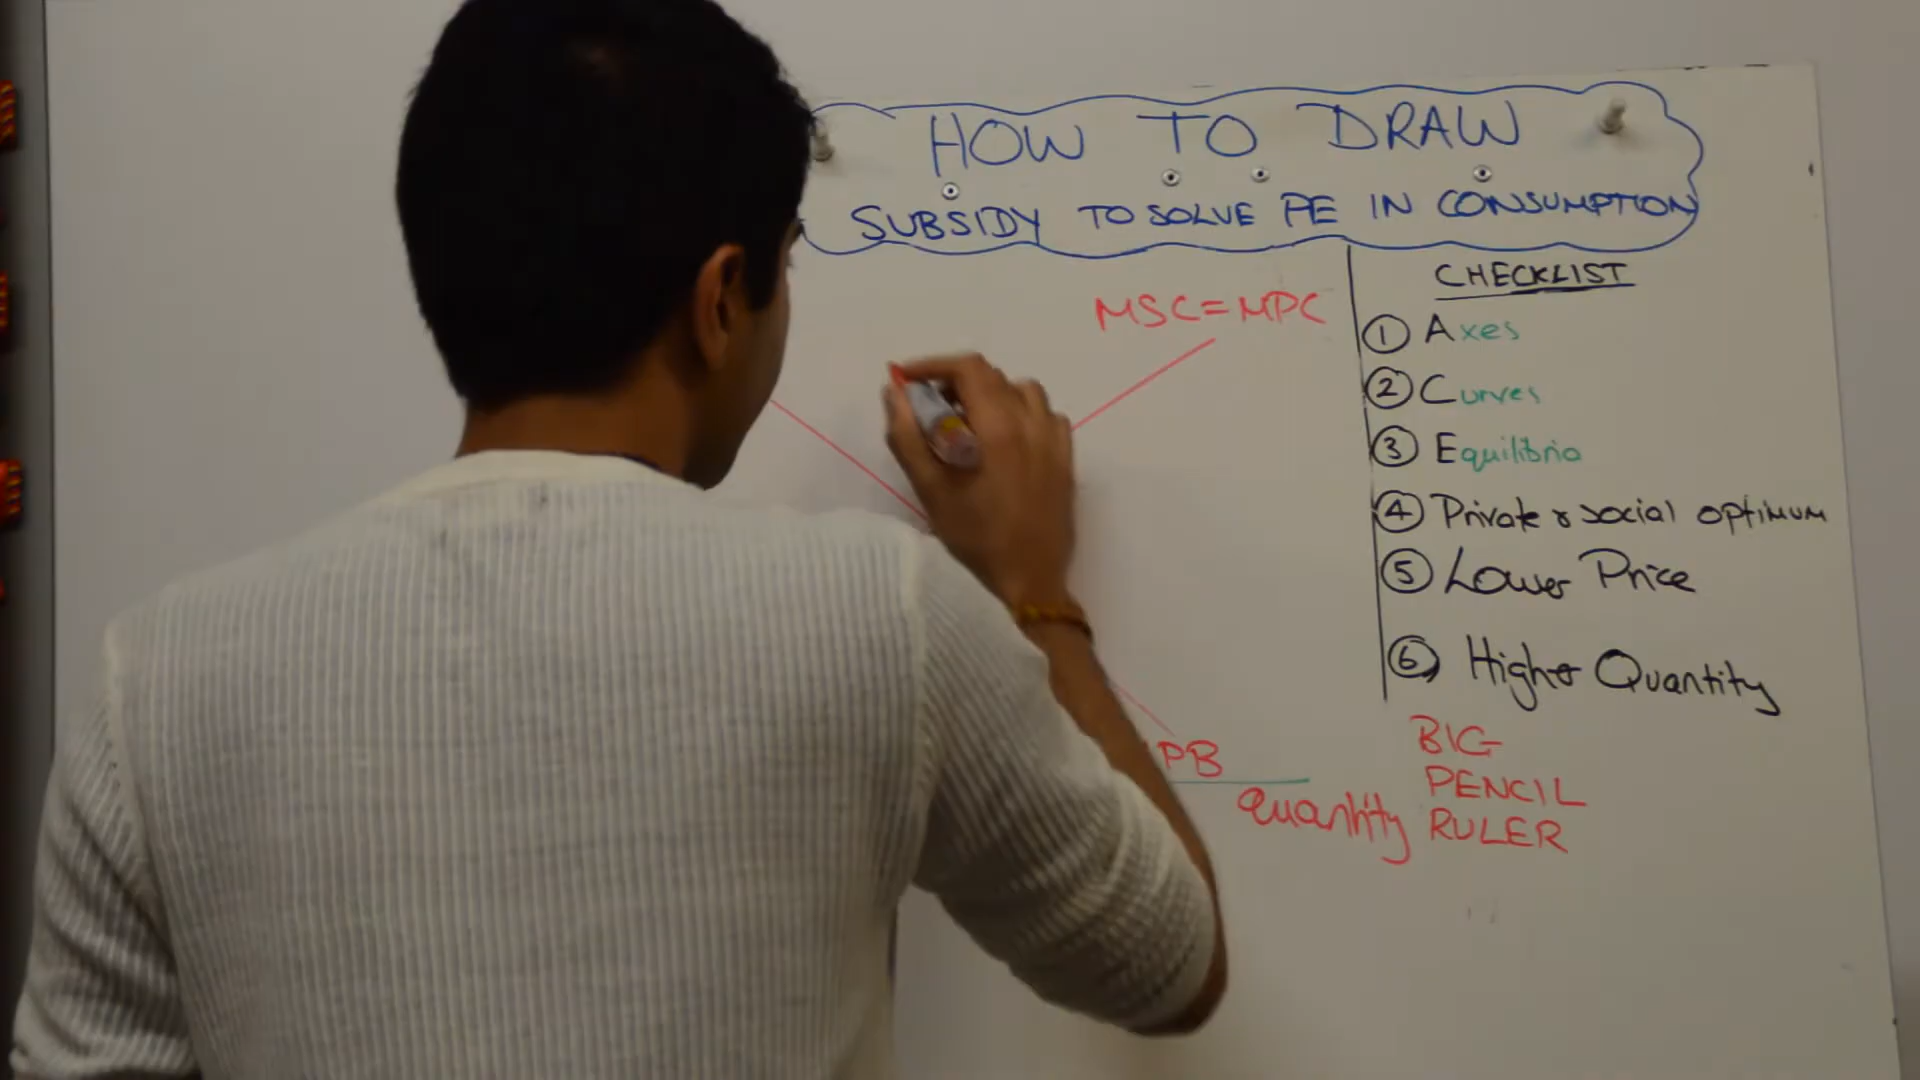 HOW TO DRAW
SUBSIDY TO SOLVE PE IN CONSUMPTION
MSC=MPC
CHECKLIST
1 Axes
2 Curves
3 Equilibria
4 Private & social optimum
5 Lower Price
6 Higher Quantity
PB
quantity
BIG
PENCIL
RULER